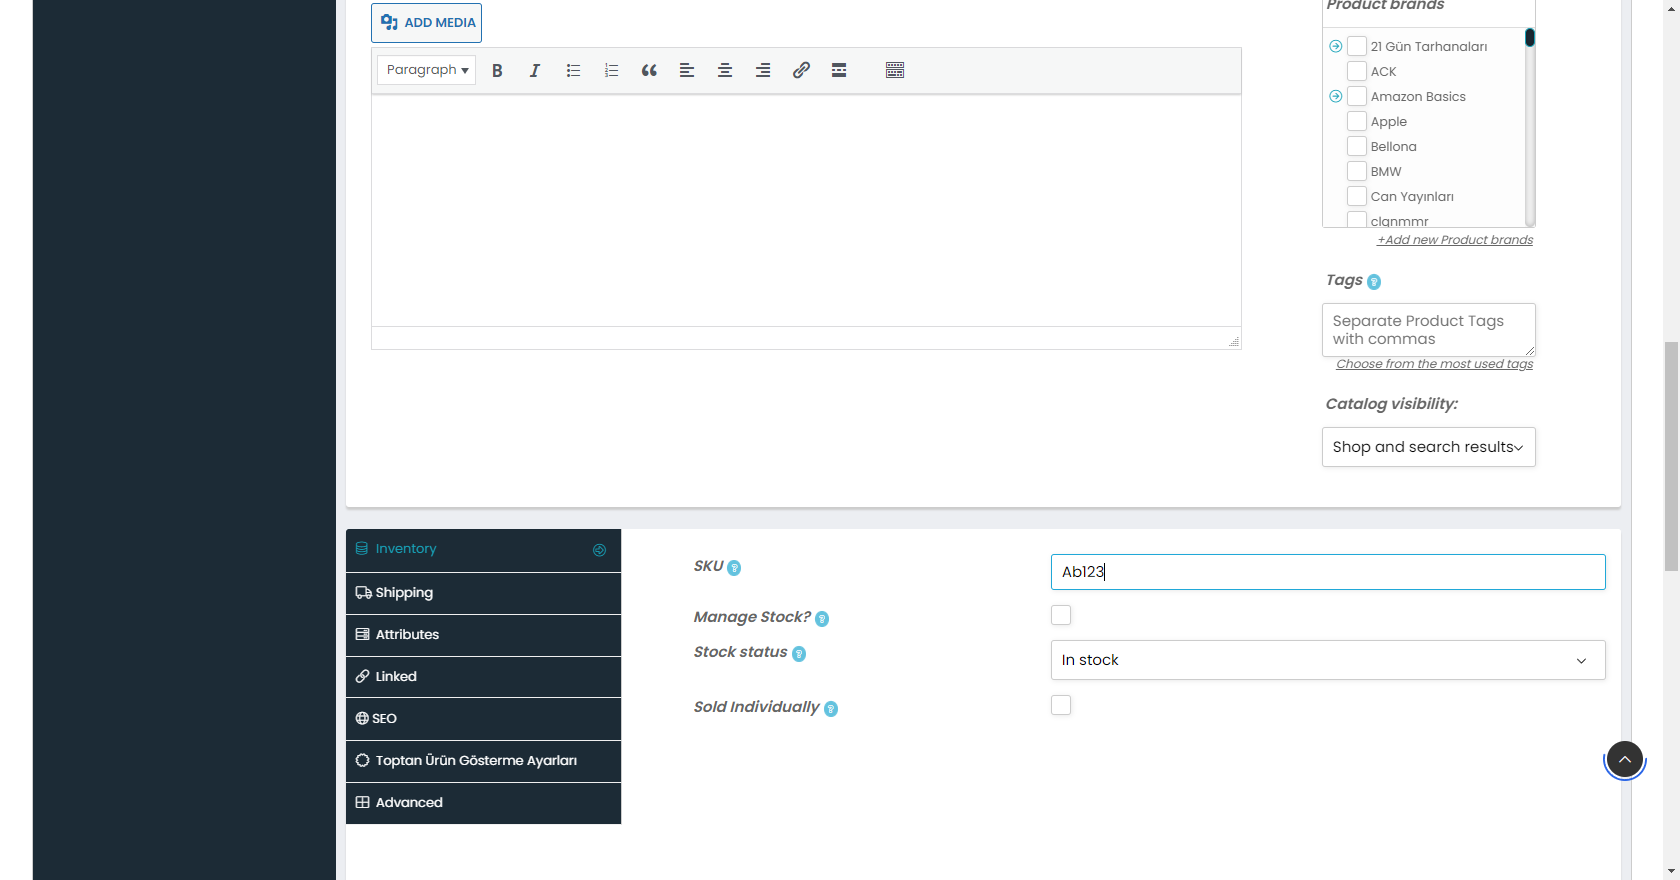 ADD MEDIA
Paragraph
Product brands
21 Gün Tarhanaları
ACK
Amazon Basics
Apple
Bellona
BMW
Can Yayınları
clgnmmr
+Add new Product brands
Tags
Separate Product Tags
with commas
Choose from the most used tags
Catalog visibility:
Shop and search results
Inventory
Shipping
Attributes
Linked
SEO
Toptan Ürün Gösterme Ayarları
Advanced
SKU
Ab123
Manage Stock?
Stock status
In stock
Sold Individually